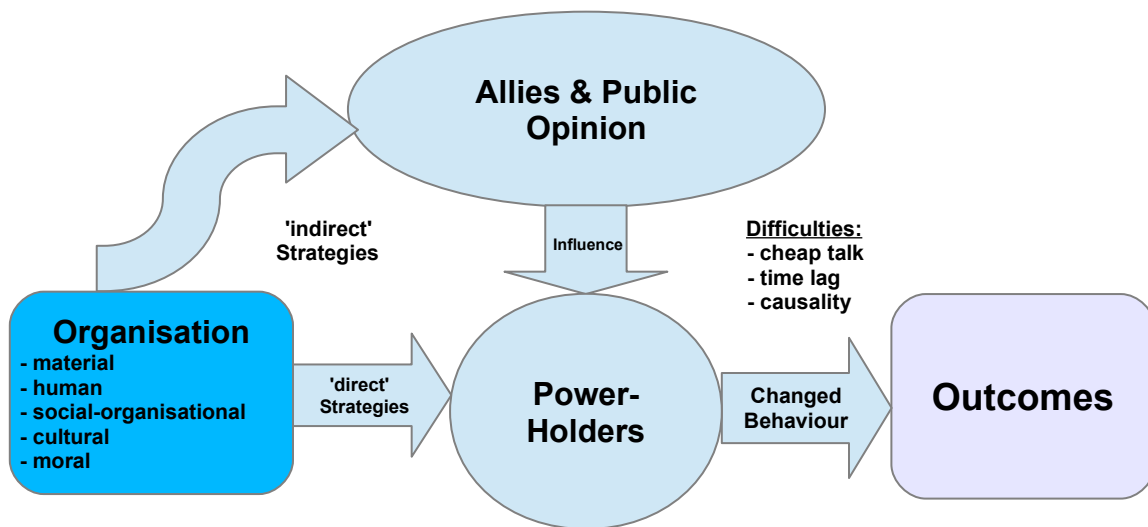 Allies & Public
Opinion
'indirect'
Strategies
Influence
Difficulties:
- cheap talk
- time lag
- causality
Organisation
- material
- human
- social-organisational
- cultural
- moral
'direct'
Strategies
Power-
Holders
Changed
Behaviour
Outcomes